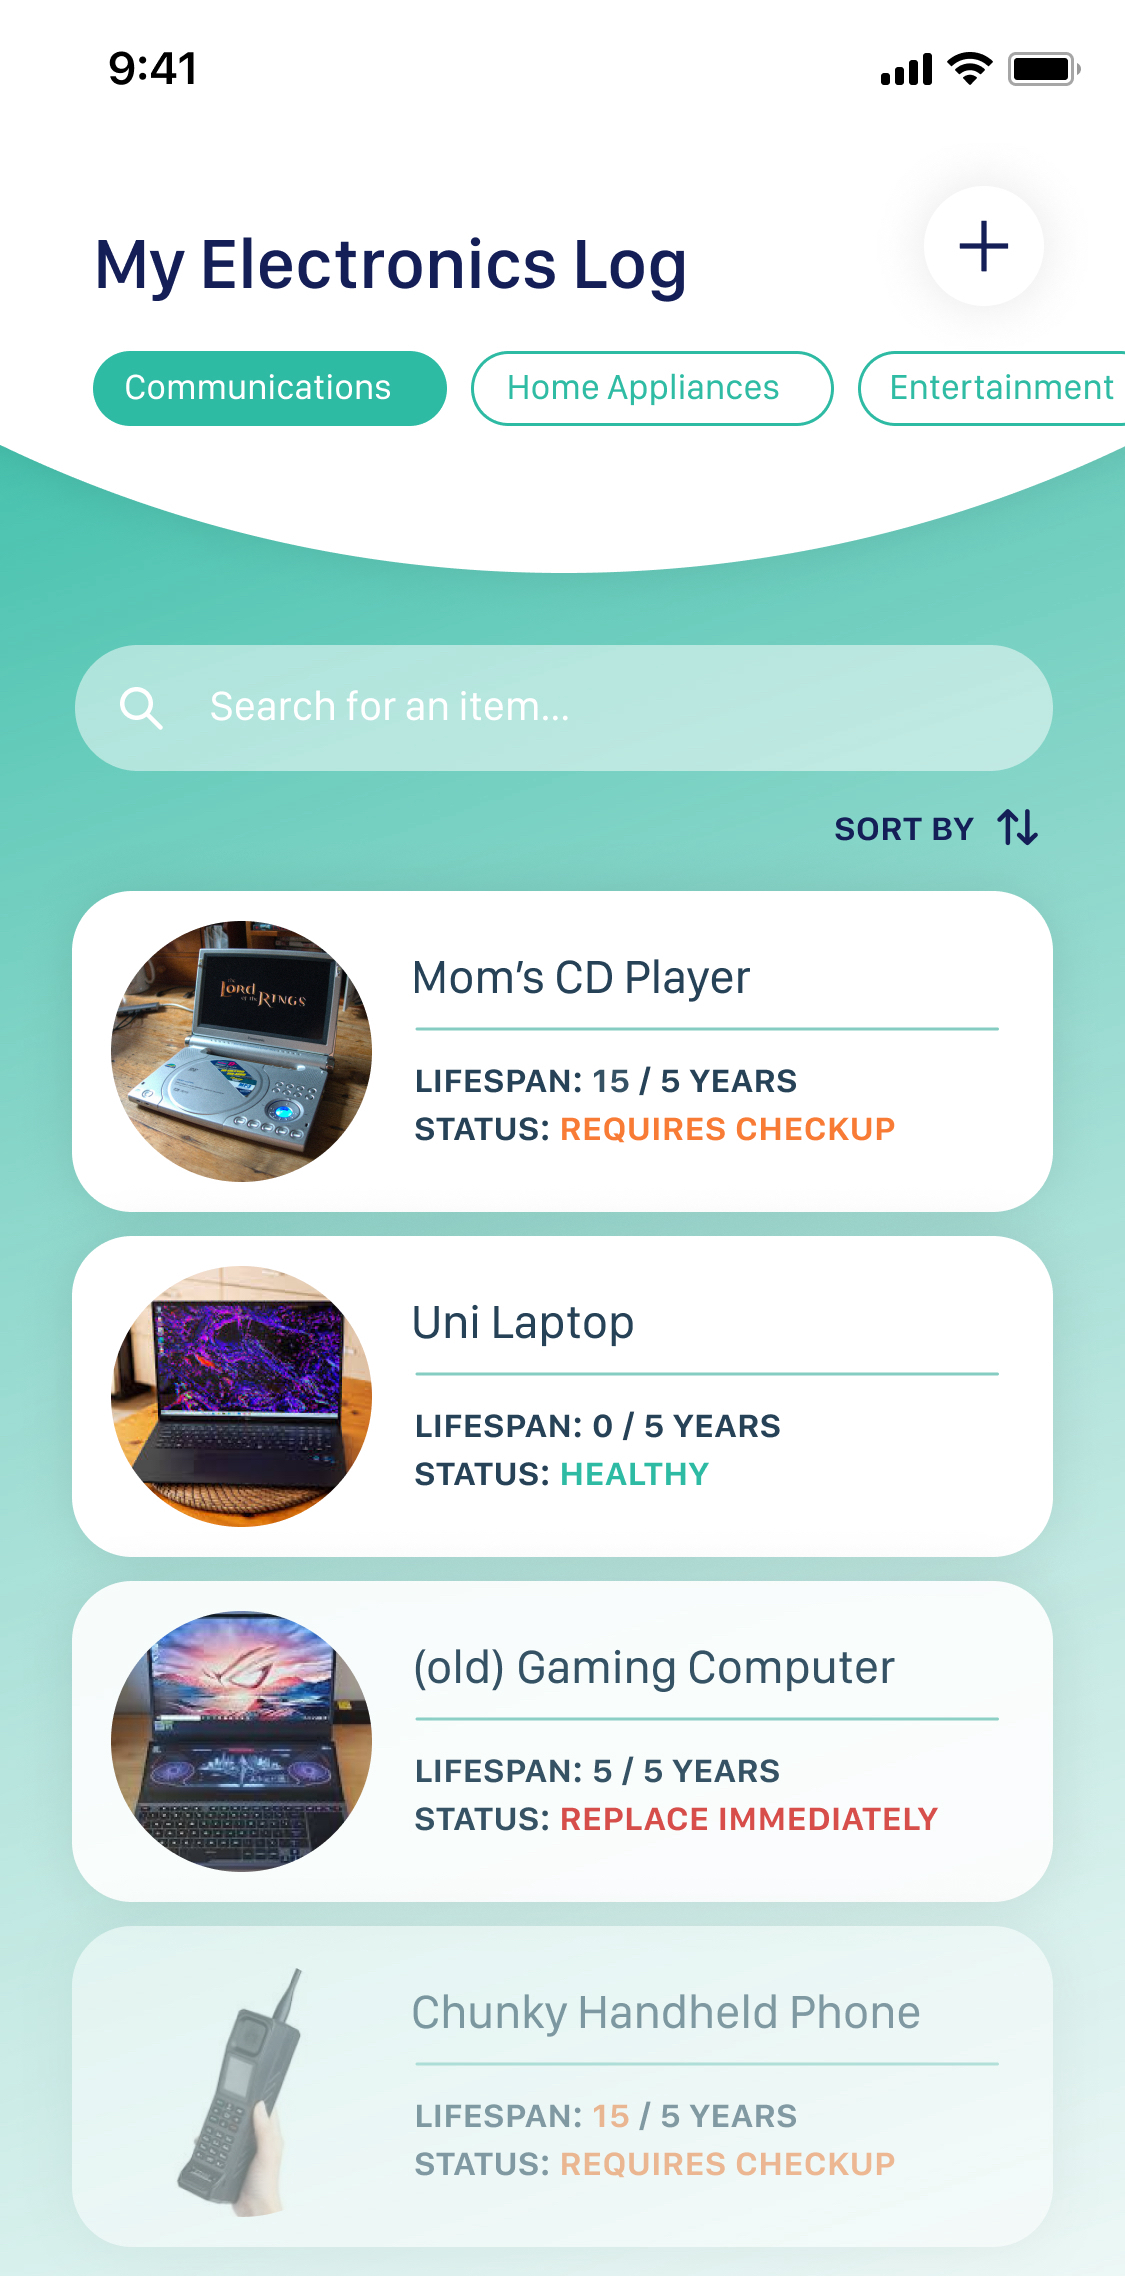 9:41
My Electronics Log
Communications
Home Appliances
Entertainment
Search for an item...
SORT BY
The Lord of the Rings
Mom’s CD Player
LIFESPAN: 15 / 5 YEARS
STATUS: REQUIRES CHECKUP
Uni Laptop
LIFESPAN: 0 / 5 YEARS
STATUS: HEALTHY
(old) Gaming Computer
LIFESPAN: 5 / 5 YEARS
STATUS: REPLACE IMMEDIATELY
Chunky Handheld Phone
LIFESPAN: 15 / 5 YEARS
STATUS: REQUIRES CHECKUP